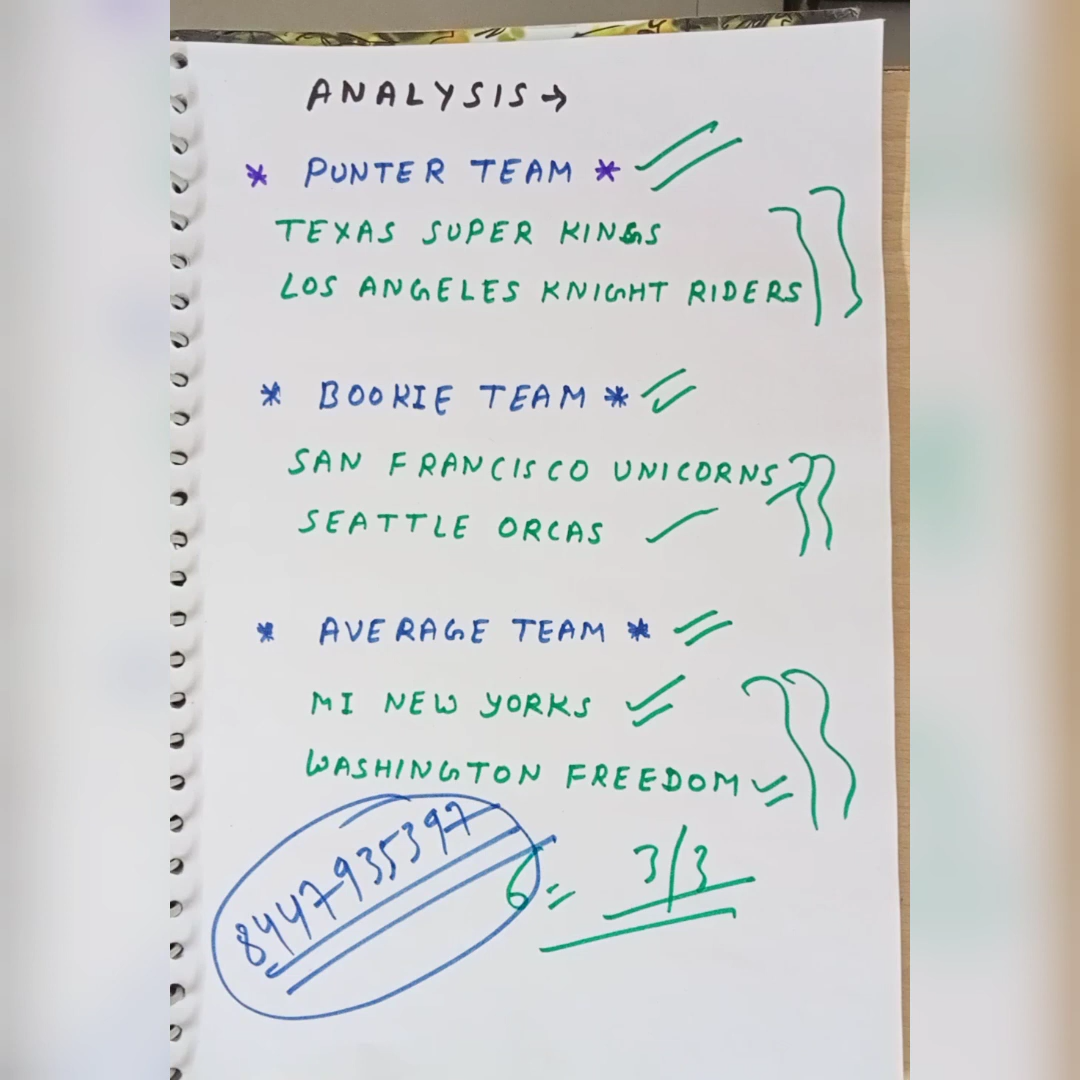 ANALYSIS →
* PUNTER TEAM *
TEXAS SUPER KINGS
LOS ANGELES KNIGHT RIDERS
* BOOKIE TEAM *
SAN FRANCISCO UNICORNS
SEATTLE ORCAS
* AVERAGE TEAM *
MI NEW YORKS
WASHINGTON FREEDOM
8447935397
6 = 3/3